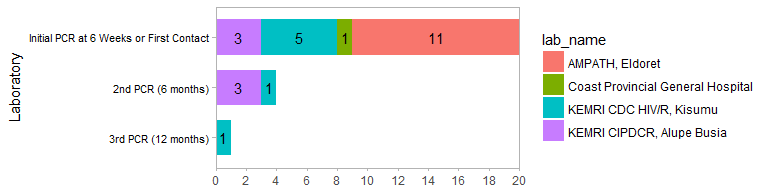 Laboratory
Initial PCR at 6 Weeks or First Contact
3 5 1 11
2nd PCR (6 months)
3 1
3rd PCR (12 months)
1
0 2 4 6 8 10 12 14 16 18 20
lab_name
AMPATH, Eldoret
Coast Provincial General Hospital
KEMRI CDC HIV/R, Kisumu
KEMRI CIPDCR, Alupe Busia